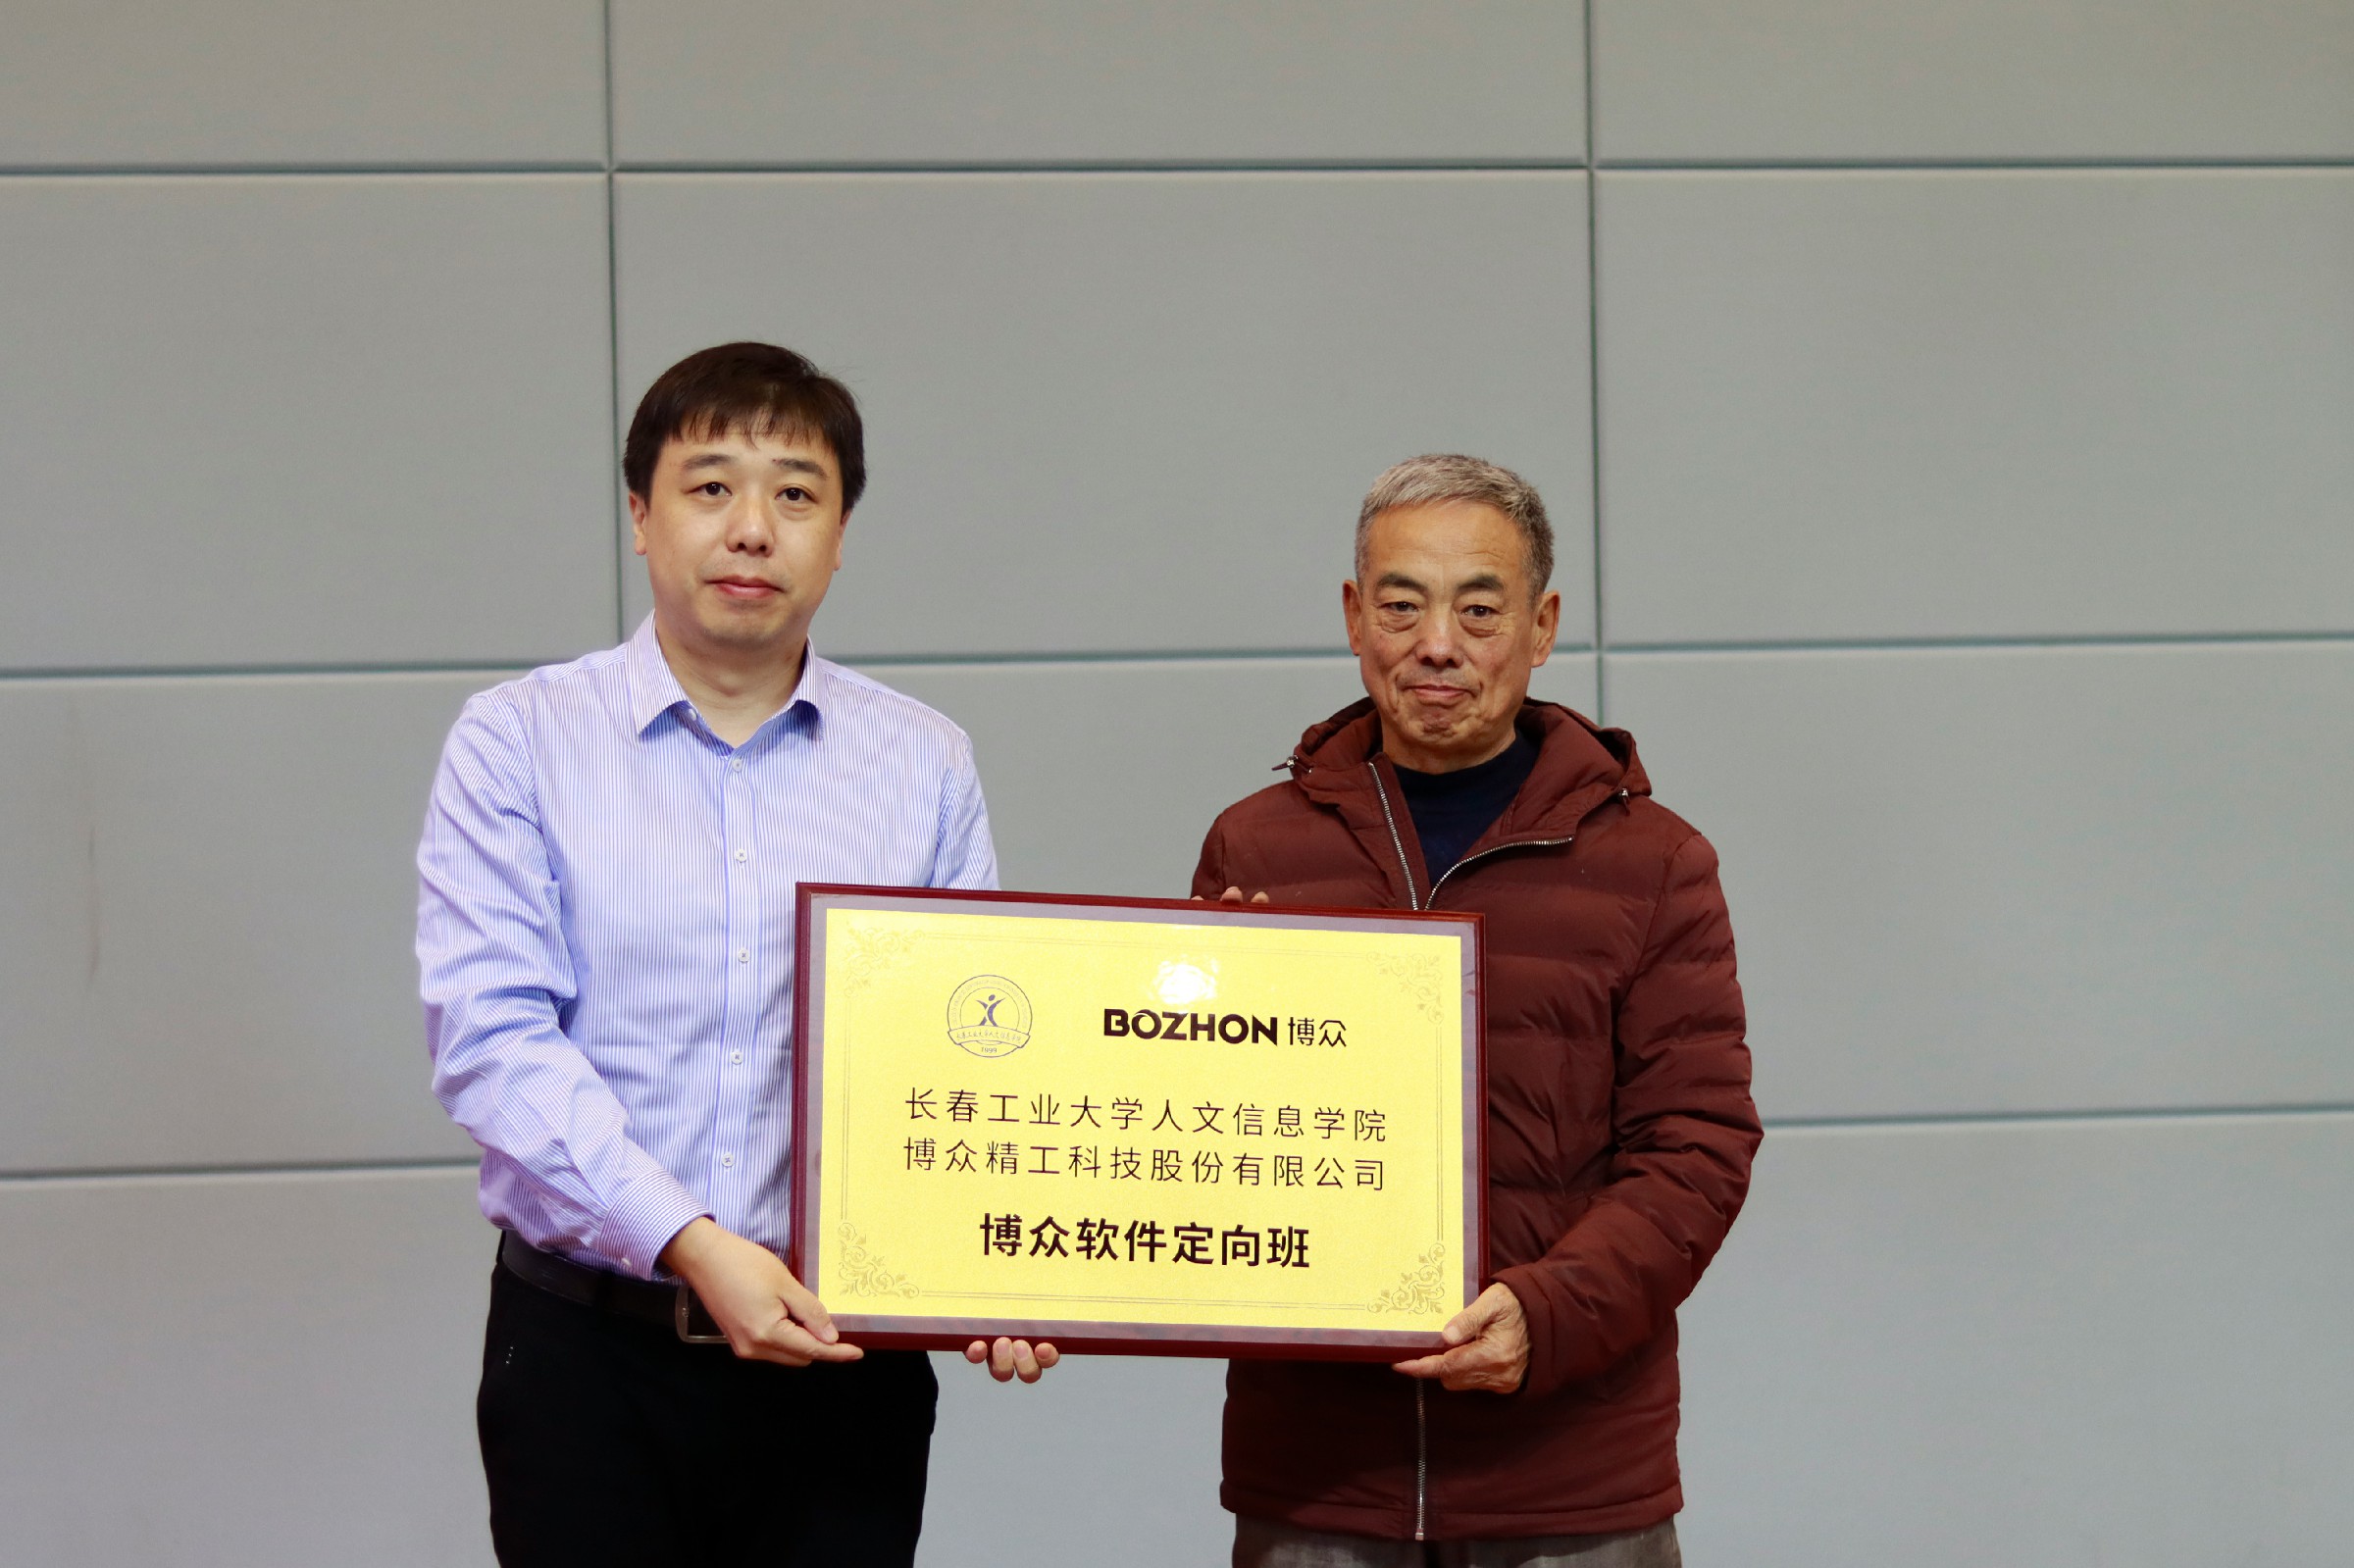 BOZHON 博众
1999
长春工业大学人文信息学院
博众精工科技股份有限公司
博众软件定向班